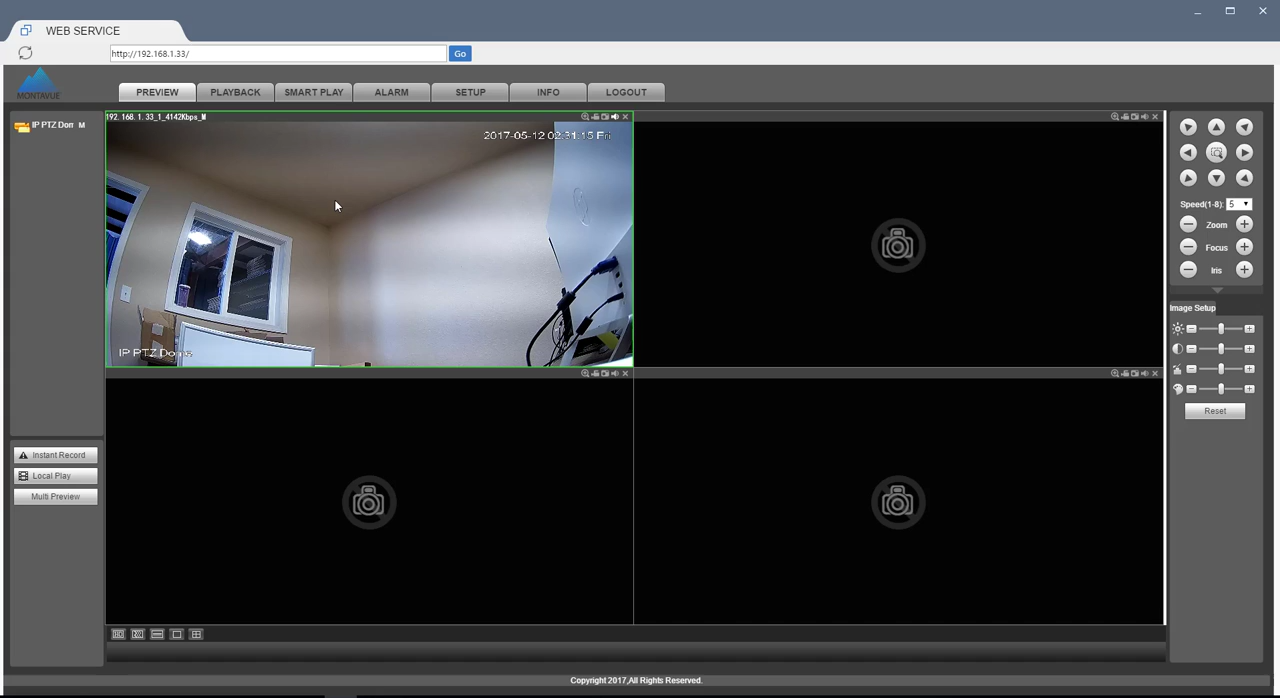 WEB SERVICE
http://192.168.1.33/
Go
MONTAVUE
PREVIEW
PLAYBACK
SMART PLAY
ALARM
SETUP
INFO
LOGOUT
IP PTZ Dom M
192.168.1.33_1_4142Kbps_M
2017-05-12 02:31:15 Fri
IP PTZ Dome
Speed(1-8): 5
Zoom
Focus
Iris
Image Setup
Reset
Instant Record
Local Play
Multi Preview
Copyright 2017,All Rights Reserved.